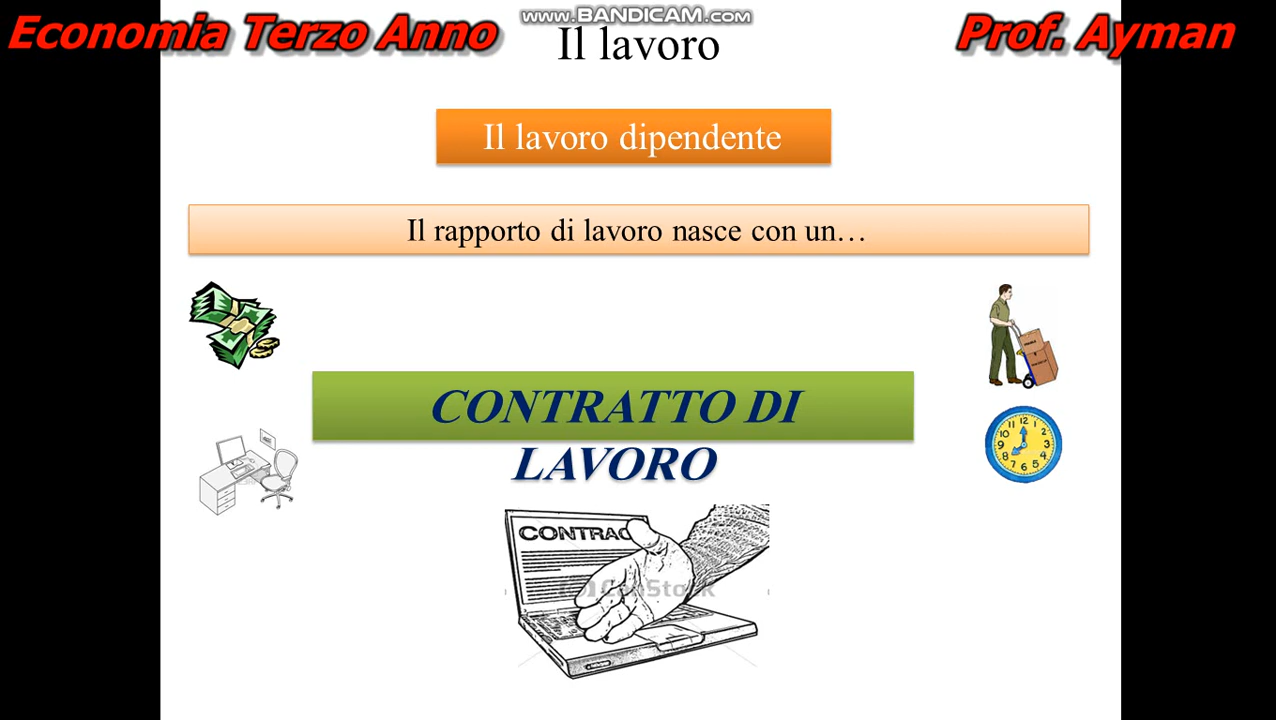 www.BANDICAM.com
Economia Terzo Anno
Prof. Ayman
Il lavoro
Il lavoro dipendente
Il rapporto di lavoro nasce con un…
CONTRATTO DI
LAVORO
CONTRAC